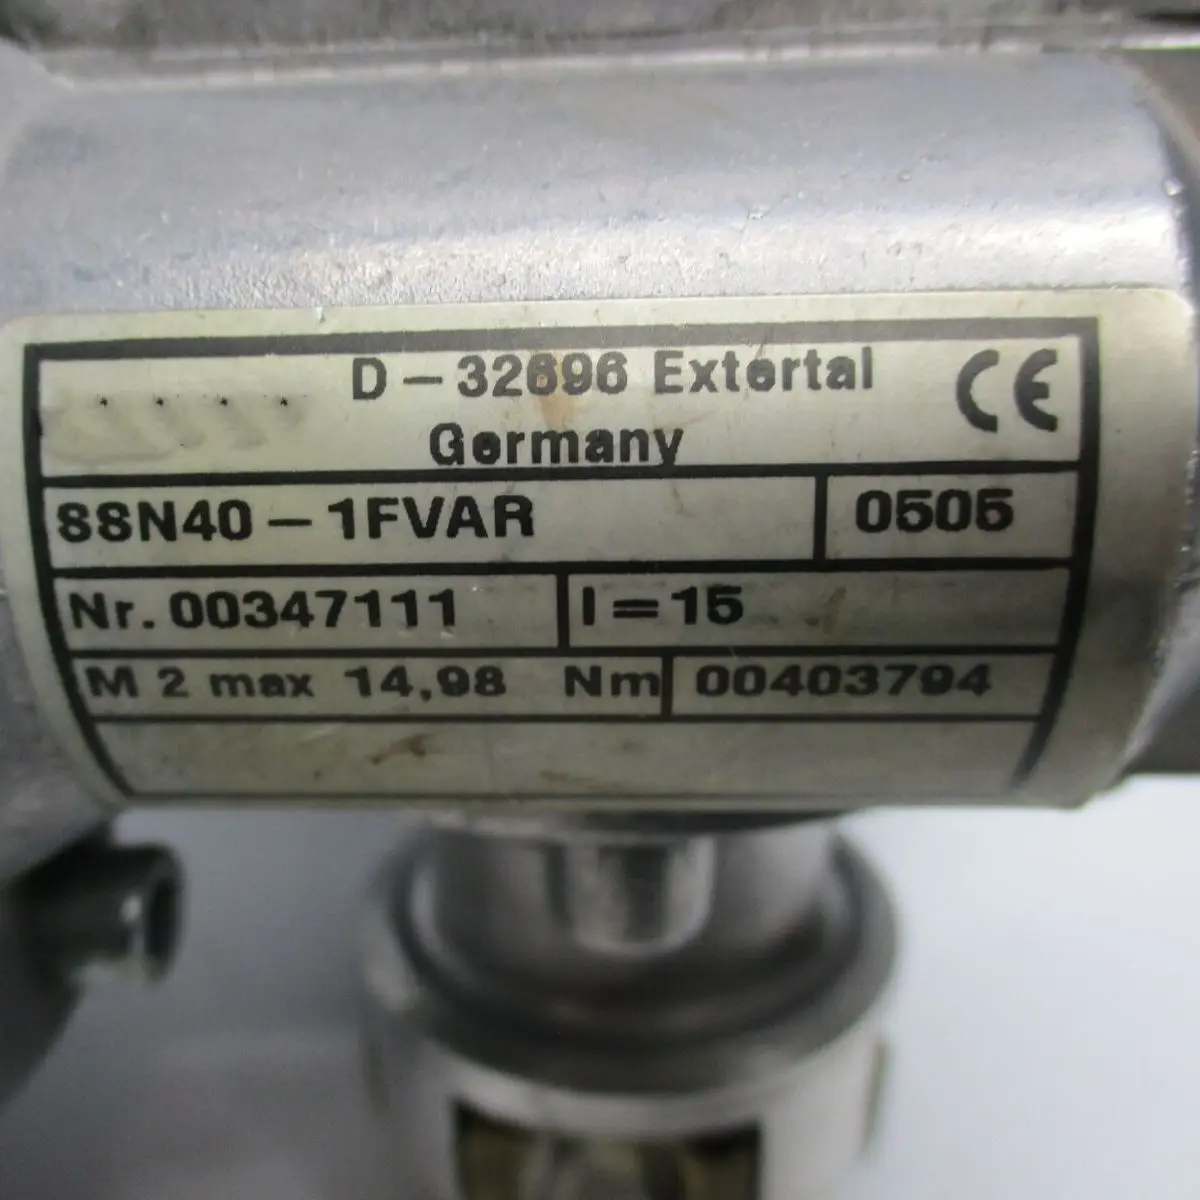 D – 32696 Extertal CE
Germany
88N40 – 1FVAR 0505
Nr. 00347111 I = 15
M 2 max 14,98 Nm 00403794